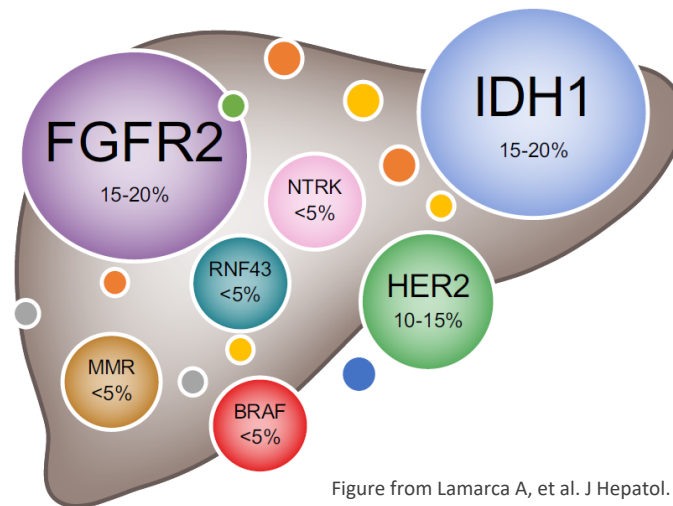 FGFR2
15-20%
IDH1
15-20%
NTRK
<5%
RNF43
<5%
HER2
10-15%
MMR
<5%
BRAF
<5%
Figure from Lamarca A, et al. J Hepatol.